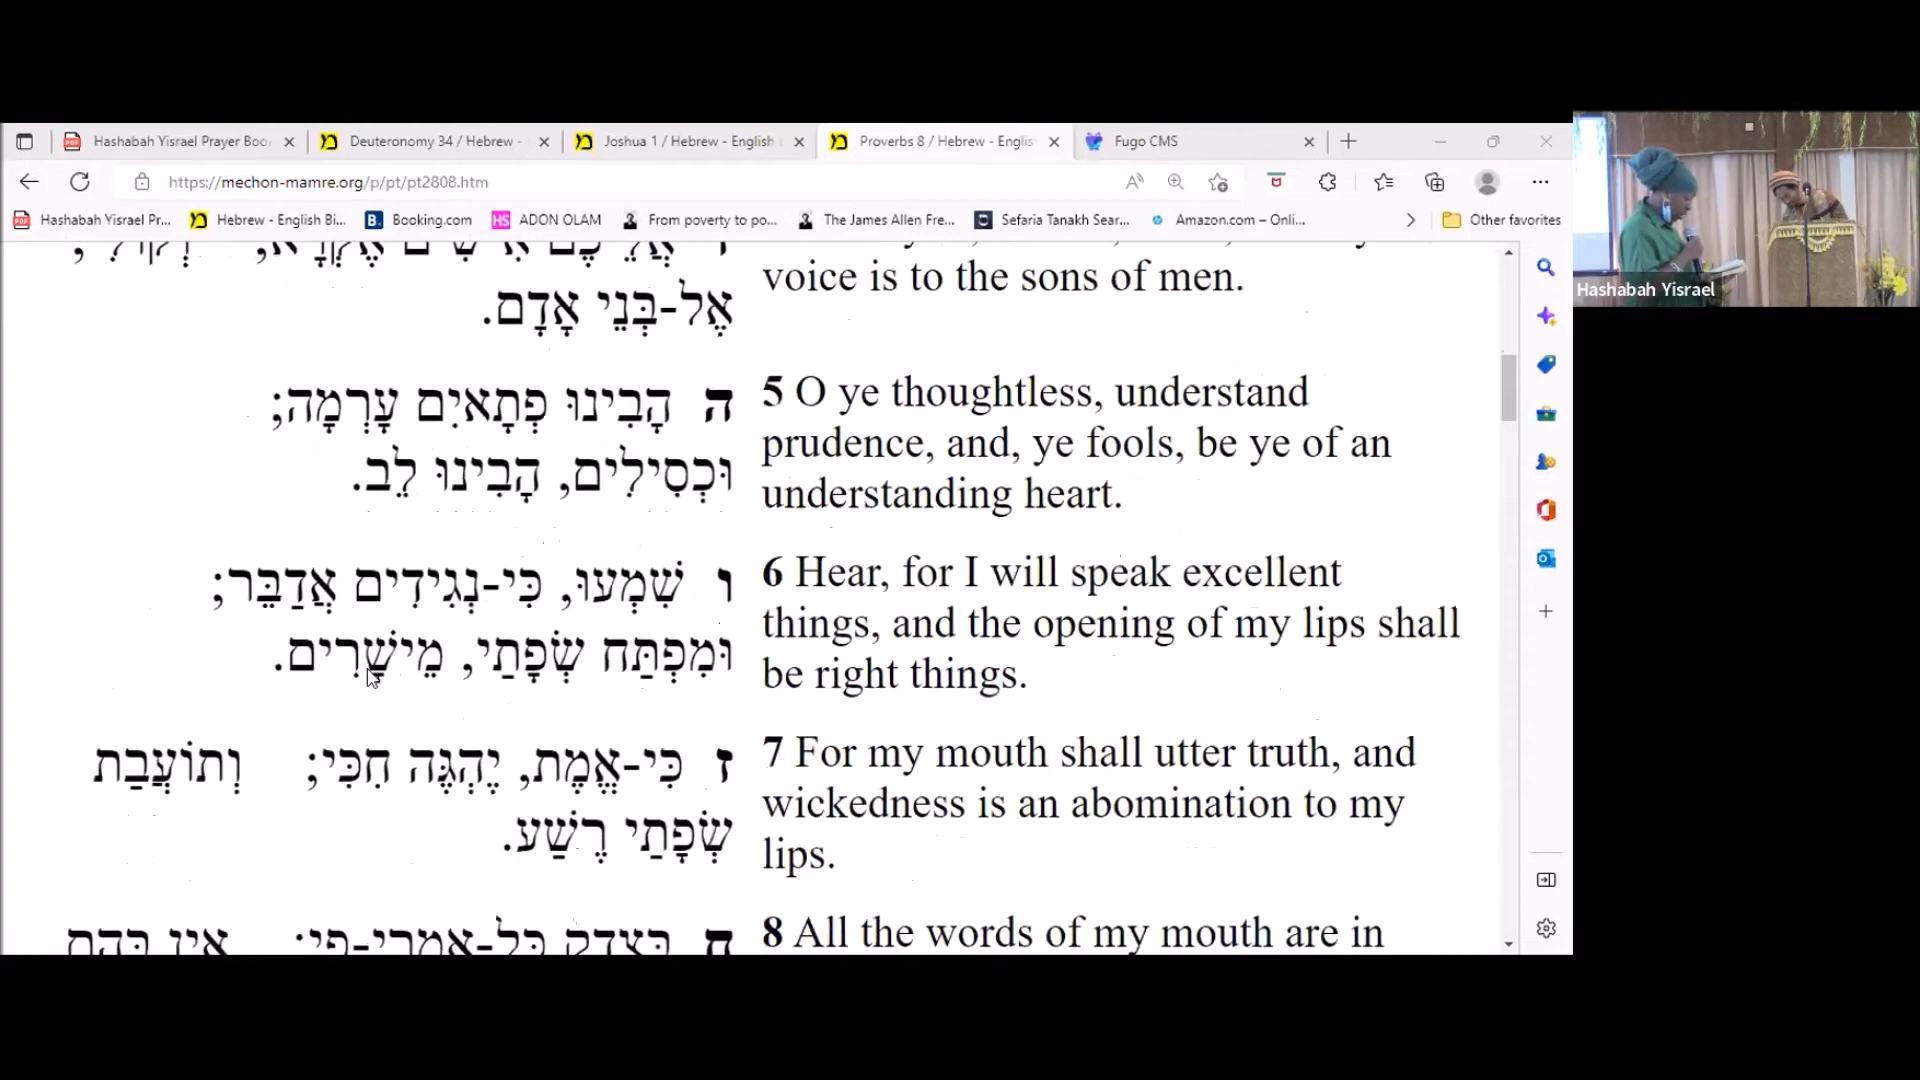 Hashabah Yisrael Prayer Boo
Deuteronomy 34 / Hebrew -
Joshua 1 / Hebrew - English
Proverbs 8 / Hebrew - Englis
Fugo CMS
https://mechon-mamre.org/p/pt/pt2808.htm
Hashabah Yisrael Pr...
Hebrew - English Bi...
Booking.com
ADON OLAM
From poverty to po...
The James Allen Fre...
Sefaria Tanakh Sear...
Amazon.com – Onli...
Other favorites
אֶל-בְּנֵי אָדָם.
voice is to the sons of men.
ה הָבִינוּ פְתָאיִם עָרְמָה;
וּכְסִילִים, הָבִינוּ לֵב.
5 O ye thoughtless, understand
prudence, and, ye fools, be ye of an
understanding heart.
ו שִׁמְעוּ, כִּי-נְגִידִים אֲדַבֵּר;
וּמִפְתַּח שְׂפָתַי, מֵישָׁרִים.
6 Hear, for I will speak excellent
things, and the opening of my lips shall
be right things.
ז כִּי-אֱמֶת, יֶהְגֶּה חִכִּי; וְתוֹעֲבַת
שְׂפָתַי רֶשַׁע.
7 For my mouth shall utter truth, and
wickedness is an abomination to my
lips.
8 All the words of my mouth are in
Hashabah Yisrael